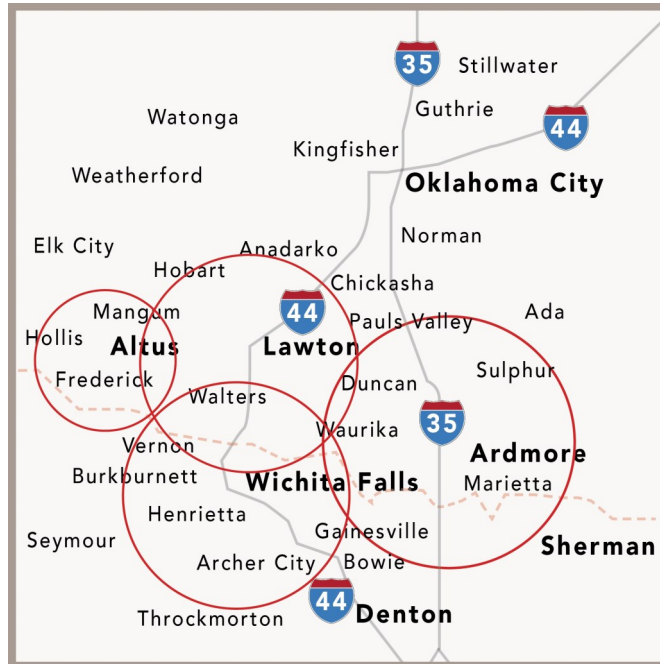 35
Stillwater
Guthrie
44
Watonga
Kingfisher
Weatherford
Oklahoma City
Norman
Elk City
Anadarko
Hobart
Chickasha
Mangum
44
Pauls Valley
Ada
Hollis
Altus
Lawton
Frederick
Duncan
Sulphur
Walters
35
Waurika
Vernon
Ardmore
Burkburnett
Wichita Falls
Marietta
Henrietta
Gainesville
Seymour
Sherman
Archer City
Bowie
44
Throckmorton
Denton